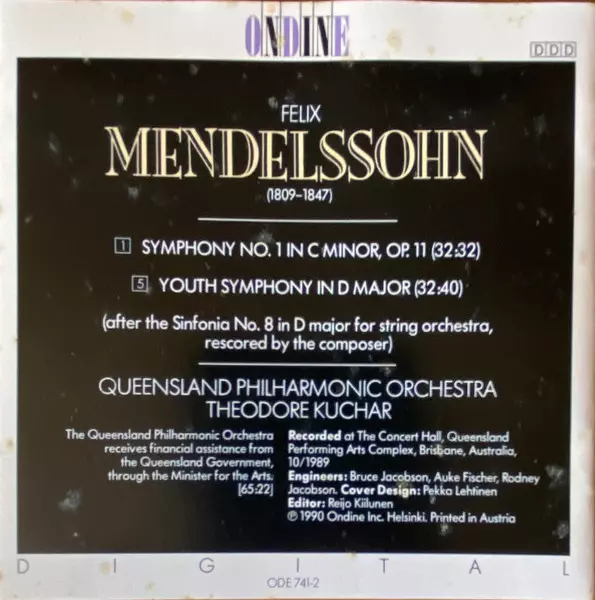 ONDINE
DDD
FELIX
MENDELSSOHN
(1809–1847)
1 SYMPHONY NO. 1 IN C MINOR, OP. 11 (32:32)
5 YOUTH SYMPHONY IN D MAJOR (32:40)
(after the Sinfonia No. 8 in D major for string orchestra,
rescored by the composer)
QUEENSLAND PHILHARMONIC ORCHESTRA
THEODORE KUCHAR
The Queensland Philharmonic Orchestra
receives financial assistance from
the Queensland Government,
through the Minister for the Arts.
[65:22]
Recorded at The Concert Hall, Queensland
Performing Arts Complex, Brisbane, Australia,
10/1989
Engineers: Bruce Jacobson, Auke Fischer, Rodney
Jacobson. Cover Design: Pekka Lehtinen
Editor: Reijo Kiilunen
℗ 1990 Ondine Inc. Helsinki. Printed in Austria
DIGITAL
ODE 741-2